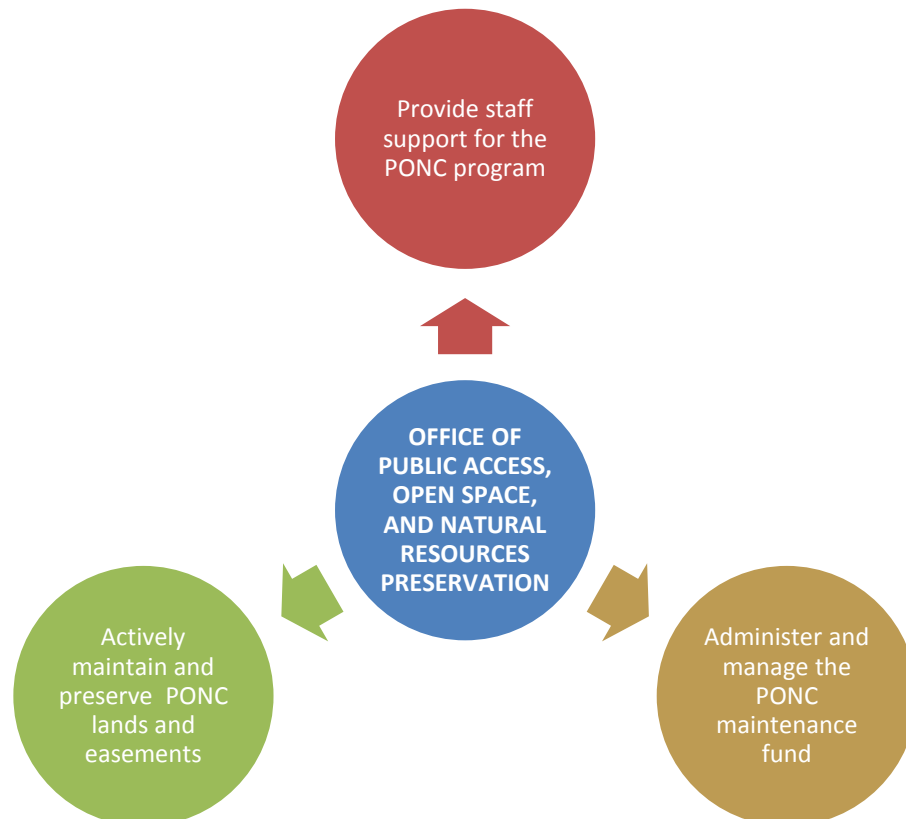 Provide staff
support for the
PONC program
OFFICE OF
PUBLIC ACCESS,
OPEN SPACE,
AND NATURAL
RESOURCES
PRESERVATION
Actively
maintain and
preserve  PONC
lands and
easements
Administer and
manage the
PONC
maintenance
fund